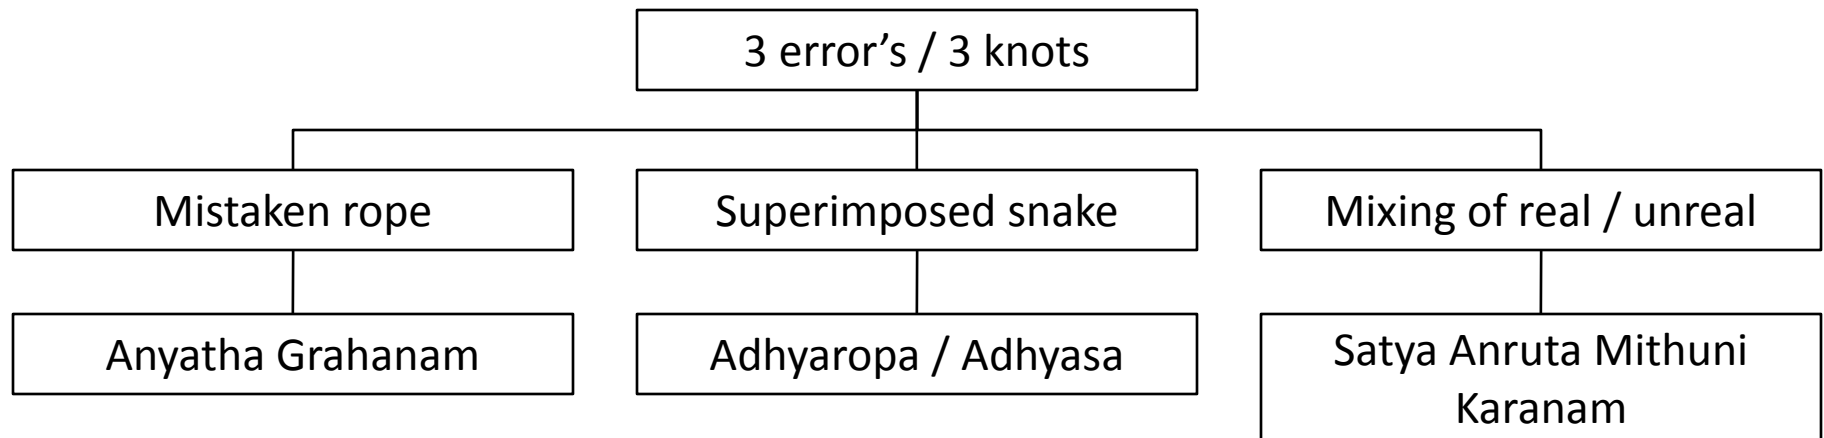 3 error’s / 3 knots
Mistaken rope
Superimposed snake
Mixing of real / unreal
Anyatha Grahanam
Adhyaropa / Adhyasa
Satya Anruta Mithuni
Karanam